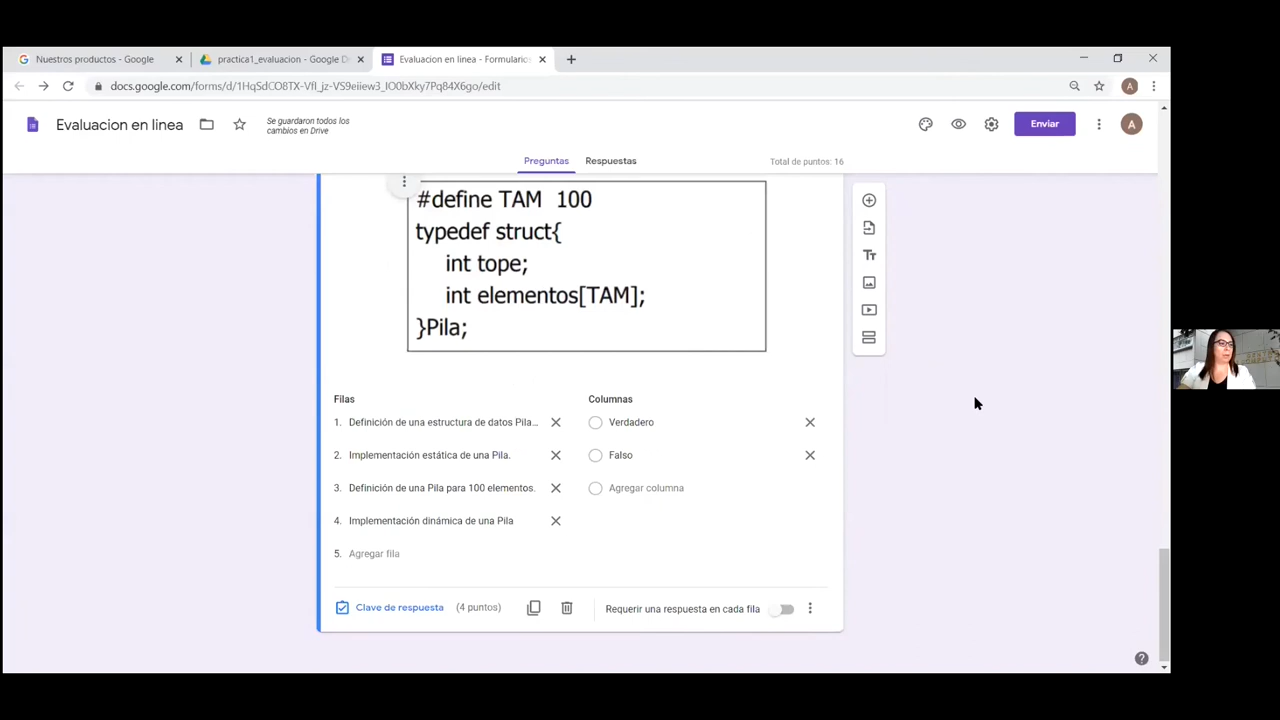 Nuestros productos - Google
practica1_evaluacion - Google D
Evaluacion en linea - Formularios
docs.google.com/forms/d/1HqSdCO8TX-VfI_jz-VS9eiiew3_IO0bXky7Pq84X6go/edit
A
Evaluacion en linea
Se guardaron todos los
cambios en Drive
Enviar
A
Preguntas
Respuestas
Total de puntos: 16
#define TAM 100
typedef struct{
int tope;
int elementos[TAM];
}Pila;
Filas
Columnas
1. Definición de una estructura de datos Pila...
Verdadero
2. Implementación estática de una Pila.
Falso
3. Definición de una Pila para 100 elementos.
Agregar columna
4. Implementación dinámica de una Pila
5. Agregar fila
Clave de respuesta (4 puntos)
Requerir una respuesta en cada fila